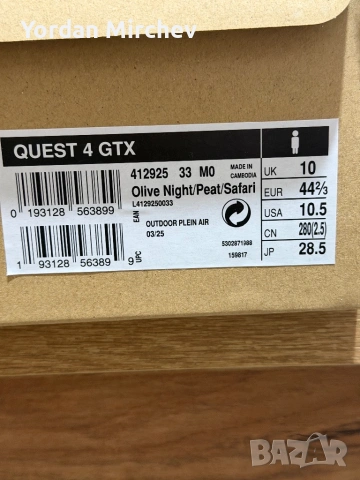 Yordan Mirchev
QUEST 4 GTX
412925 33 M0
MADE IN
CAMBODIA
Olive Night/Peat/Safari
L4129250033
EAN
0 193128 563899
OUTDOOR PLEIN AIR
03/25
5302871988
159817
1 93128 56389 9
UPC
UK 10
EUR 44⅔
USA 10.5
CN 280(2.5)
JP 28.5
bazar